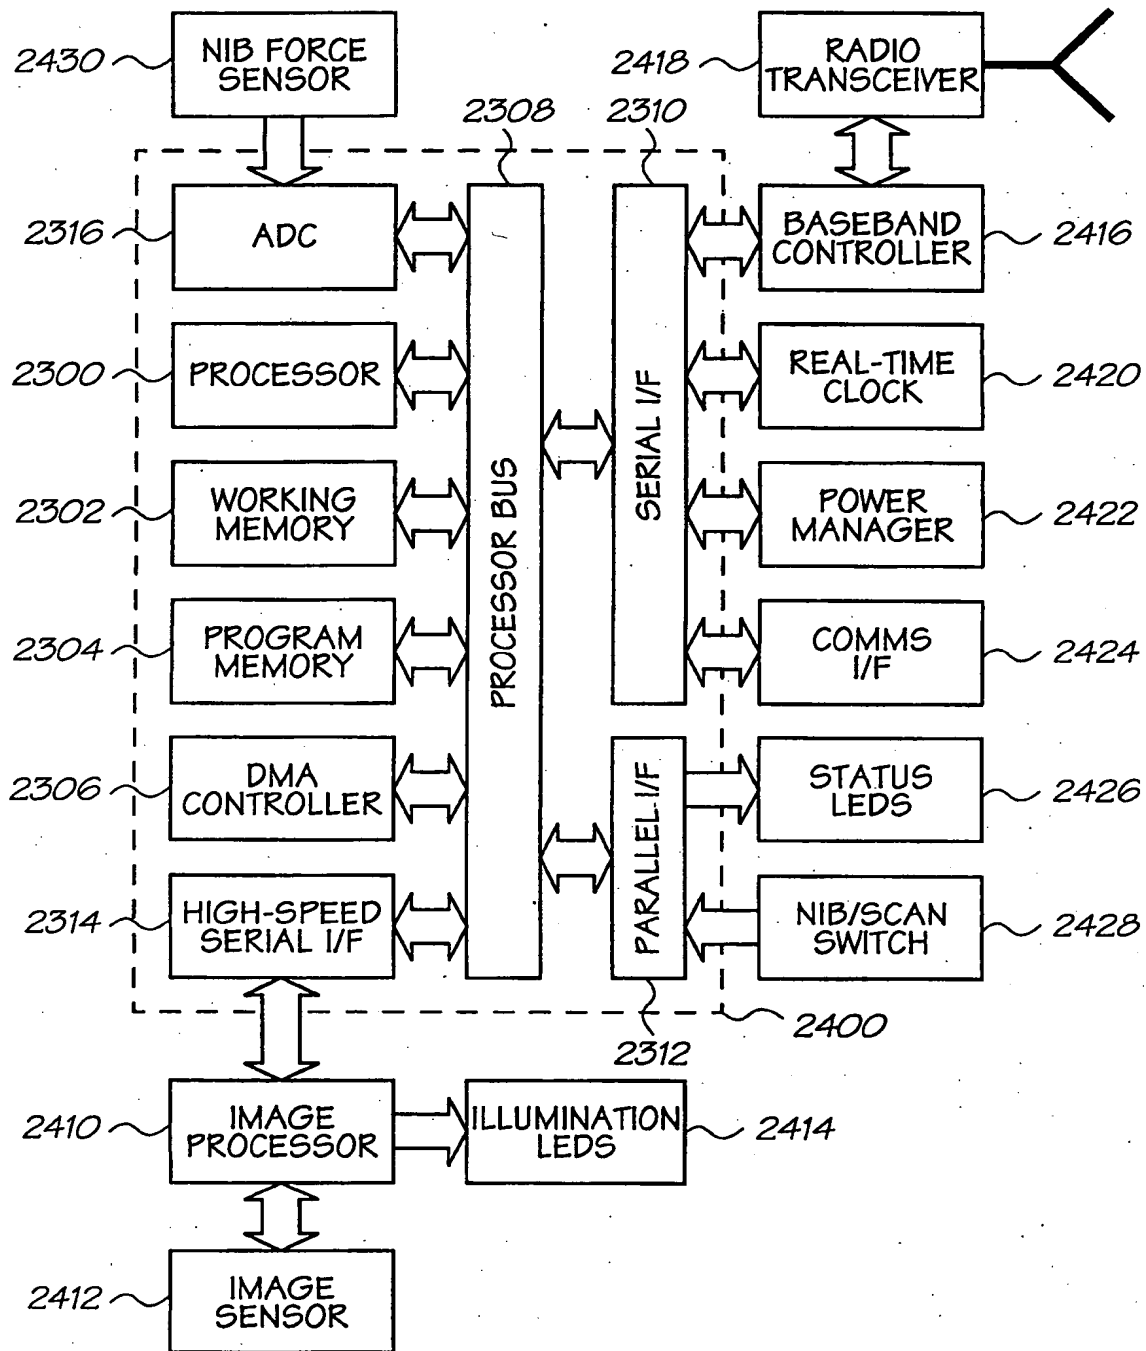 2430
NIB FORCE
SENSOR
2418
RADIO
TRANSCEIVER
2308
2310
2316
ADC
BASEBAND
CONTROLLER
2416
2300
PROCESSOR
REAL-TIME
CLOCK
2420
2302
WORKING
MEMORY
PROCESSOR BUS
SERIAL I/F
POWER
MANAGER
2422
2304
PROGRAM
MEMORY
COMMS
I/F
2424
2306
DMA
CONTROLLER
PARALLEL-I/F
STATUS
LEDS
2426
2314
HIGH-SPEED
SERIAL I/F
NIB/SCAN
SWITCH
2428
2400
2312
2410
IMAGE
PROCESSOR
ILLUMINATION
LEDS
2414
2412
IMAGE
SENSOR